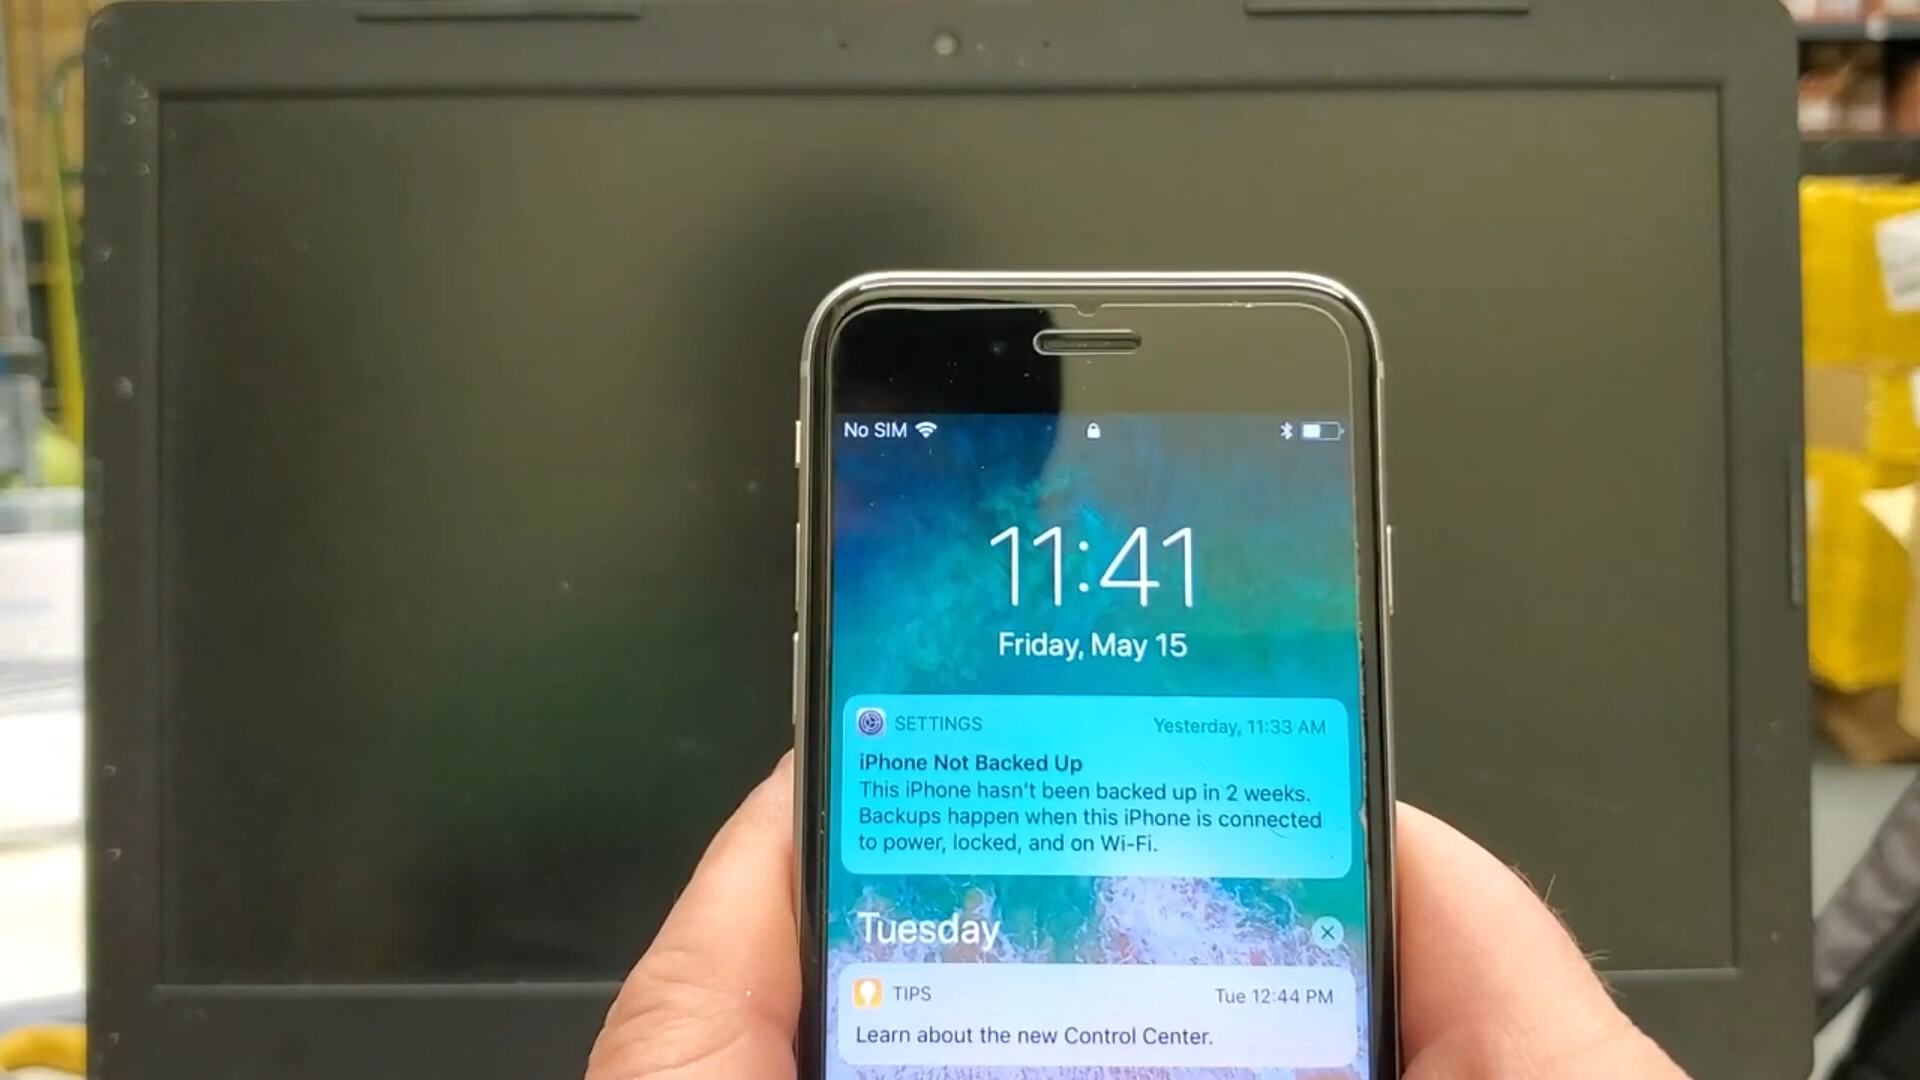 No SIM
11:41
Friday, May 15
SETTINGS Yesterday, 11:33 AM
iPhone Not Backed Up
This iPhone hasn't been backed up in 2 weeks.
Backups happen when this iPhone is connected
to power, locked, and on Wi-Fi.
Tuesday
TIPS Tue 12:44 PM
Learn about the new Control Center.